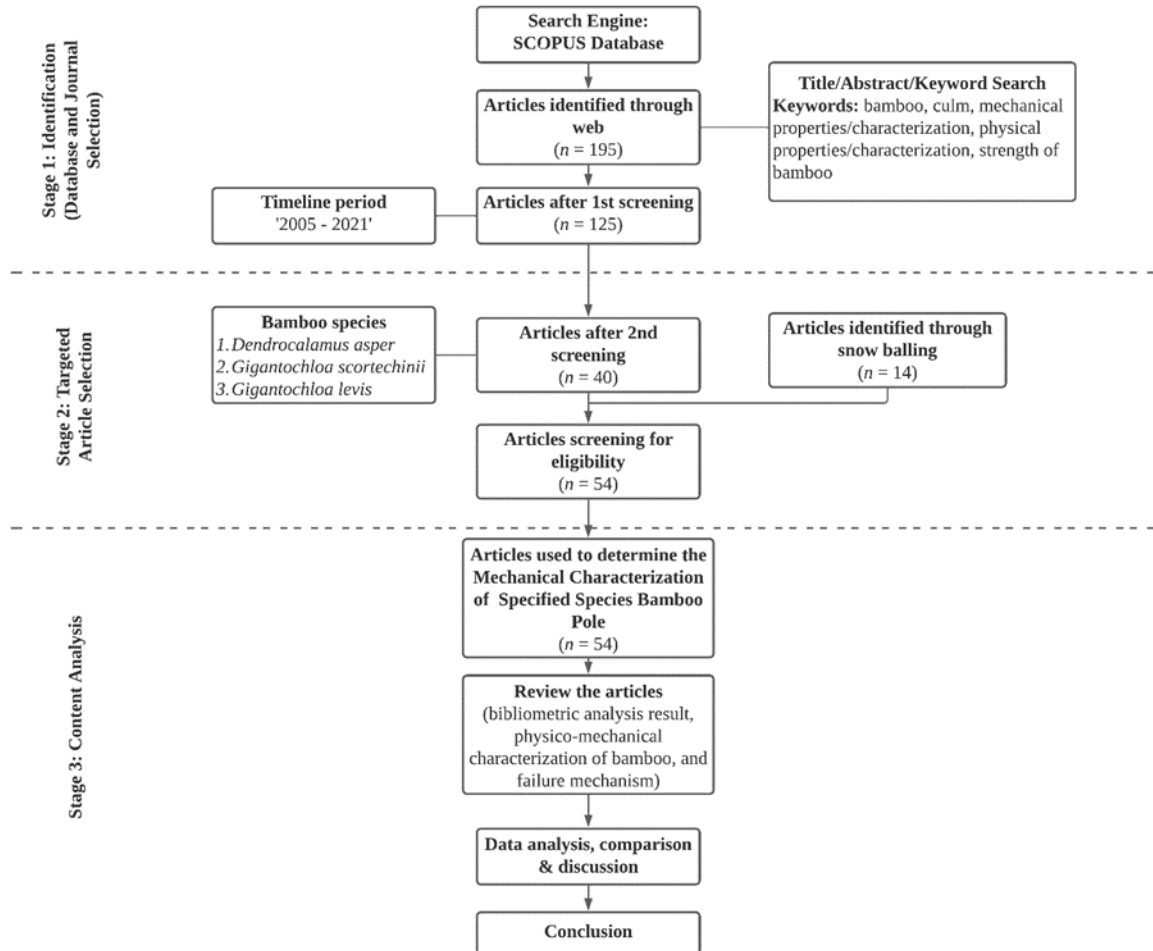 Stage 1: Identification
(Database and Journal
Selection)
Search Engine:
SCOPUS Database
Articles identified through
web
(n = 195)
Title/Abstract/Keyword Search
Keywords: bamboo, culm, mechanical
properties/characterization, physical
properties/characterization, strength of
bamboo
Timeline period
'2005 - 2021'
Articles after 1st screening
(n = 125)
Stage 2: Targeted
Article Selection
Bamboo species
1. Dendrocalamus asper
2. Gigantochloa scortechinii
3. Gigantochloa levis
Articles after 2nd
screening
(n = 40)
Articles identified through
snow balling
(n = 14)
Articles screening for
eligibility
(n = 54)
Stage 3: Content Analysis
Articles used to determine the
Mechanical Characterization
of Specified Species Bamboo
Pole
(n = 54)
Review the articles
(bibliometric analysis result,
physico-mechanical
characterization of bamboo, and
failure mechanism)
Data analysis, comparison
& discussion
Conclusion